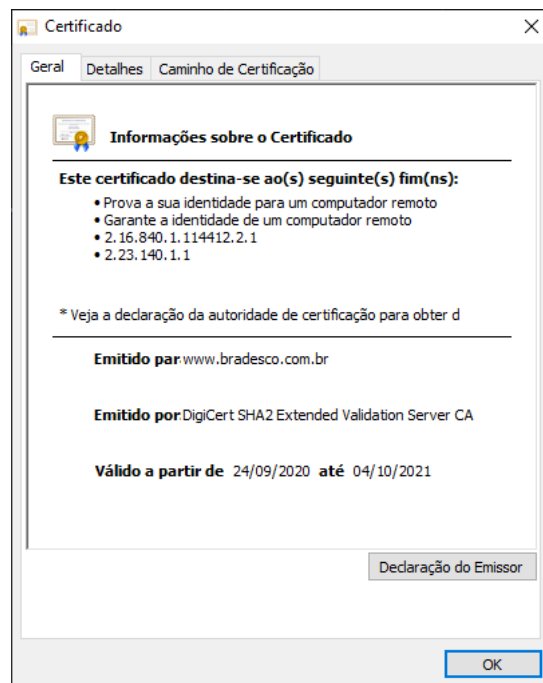 Certificado
Geral Detalhes Caminho de Certificação
Informações sobre o Certificado
Este certificado destina-se ao(s) seguinte(s) fim(ns):
• Prova a sua identidade para um computador remoto
• Garante a identidade de um computador remoto
• 2.16.840.1.114412.2.1
• 2.23.140.1.1
* Veja a declaração da autoridade de certificação para obter d
Emitido par www.bradesco.com.br
Emitido por DigiCert SHA2 Extended Validation Server CA
Válido a partir de 24/09/2020 até 04/10/2021
Declaração do Emissor
OK